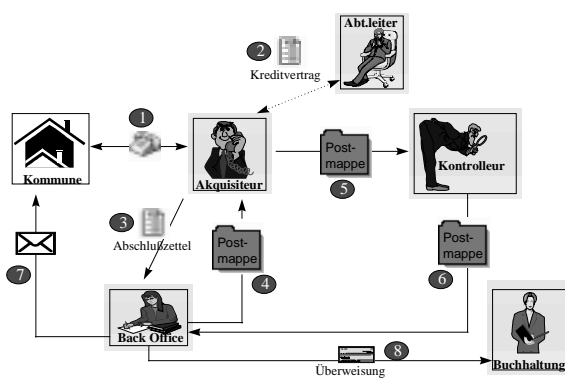 Abt.leiter
2
Kreditvertrag
1
Kommune
Akquisiteur
Post-
mappe
5
Kontrolleur
3
Abschlußzettel
Post-
mappe
4
Post-
mappe
6
7
Back Office
8
Überweisung
Buchhaltung